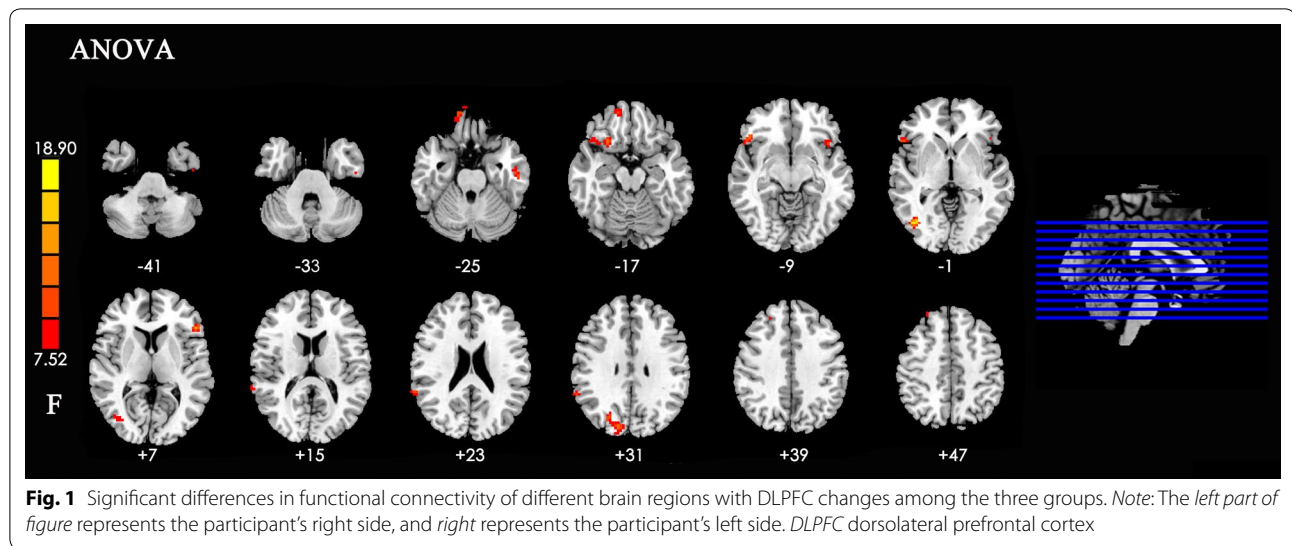 ANOVA
18.90
7.52
F
-41 -33 -25 -17 -9 -1
+7 +15 +23 +31 +39 +47
Fig. 1 Significant differences in functional connectivity of different brain regions with DLPFC changes among the three groups. Note: The left part of
figure represents the participant’s right side, and right represents the participant’s left side. DLPFC dorsolateral prefrontal cortex